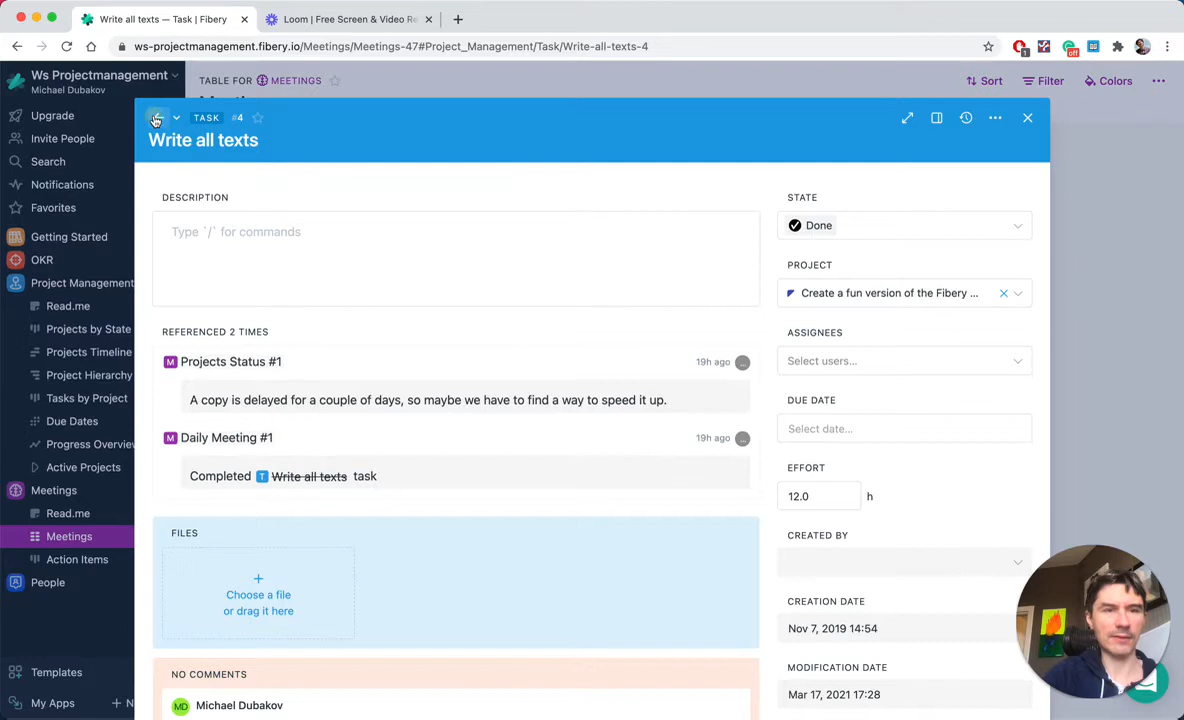 Write all texts — Task | Fibery
Loom | Free Screen & Video Re
ws-projectmanagement.fibery.io/Meetings/Meetings-47#Project_Management/Task/Write-all-texts-4
1
off
Ws Projectmanagement
Michael Dubakov
Upgrade
Invite People
Search
Notifications
Favorites
Getting Started
OKR
Project Management
Read.me
Projects by State
Projects Timeline
Project Hierarchy
Tasks by Project
Due Dates
Progress Overview
Active Projects
Meetings
Read.me
Meetings
Action Items
People
Templates
My Apps
+ N
TABLE FOR MEETINGS
Sort
Filter
Colors
TASK #4
Write all texts
DESCRIPTION
Type `/` for commands
REFERENCED 2 TIMES
M Projects Status #1
19h ago
A copy is delayed for a couple of days, so maybe we have to find a way to speed it up.
M Daily Meeting #1
19h ago
Completed T Write all texts task
FILES
+
Choose a file
or drag it here
NO COMMENTS
MD Michael Dubakov
STATE
Done
PROJECT
Create a fun version of the Fibery ...
ASSIGNEES
Select users...
DUE DATE
Select date...
EFFORT
12.0 h
CREATED BY
CREATION DATE
Nov 7, 2019 14:54
MODIFICATION DATE
Mar 17, 2021 17:28